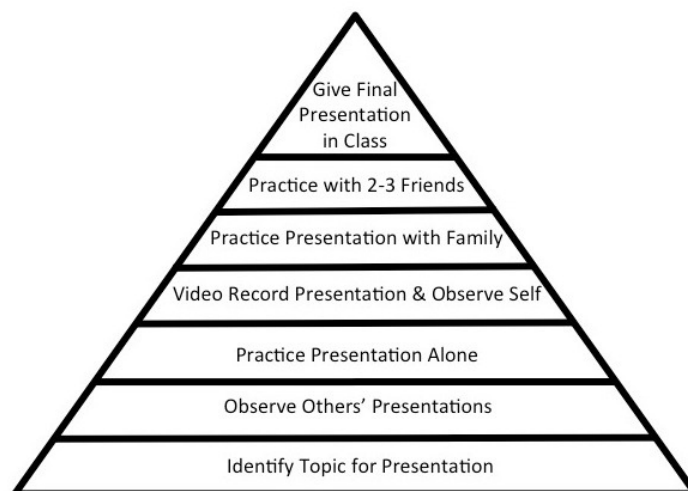 Give Final
Presentation
in Class
Practice with 2-3 Friends
Practice Presentation with Family
Video Record Presentation & Observe Self
Practice Presentation Alone
Observe Others’ Presentations
Identify Topic for Presentation